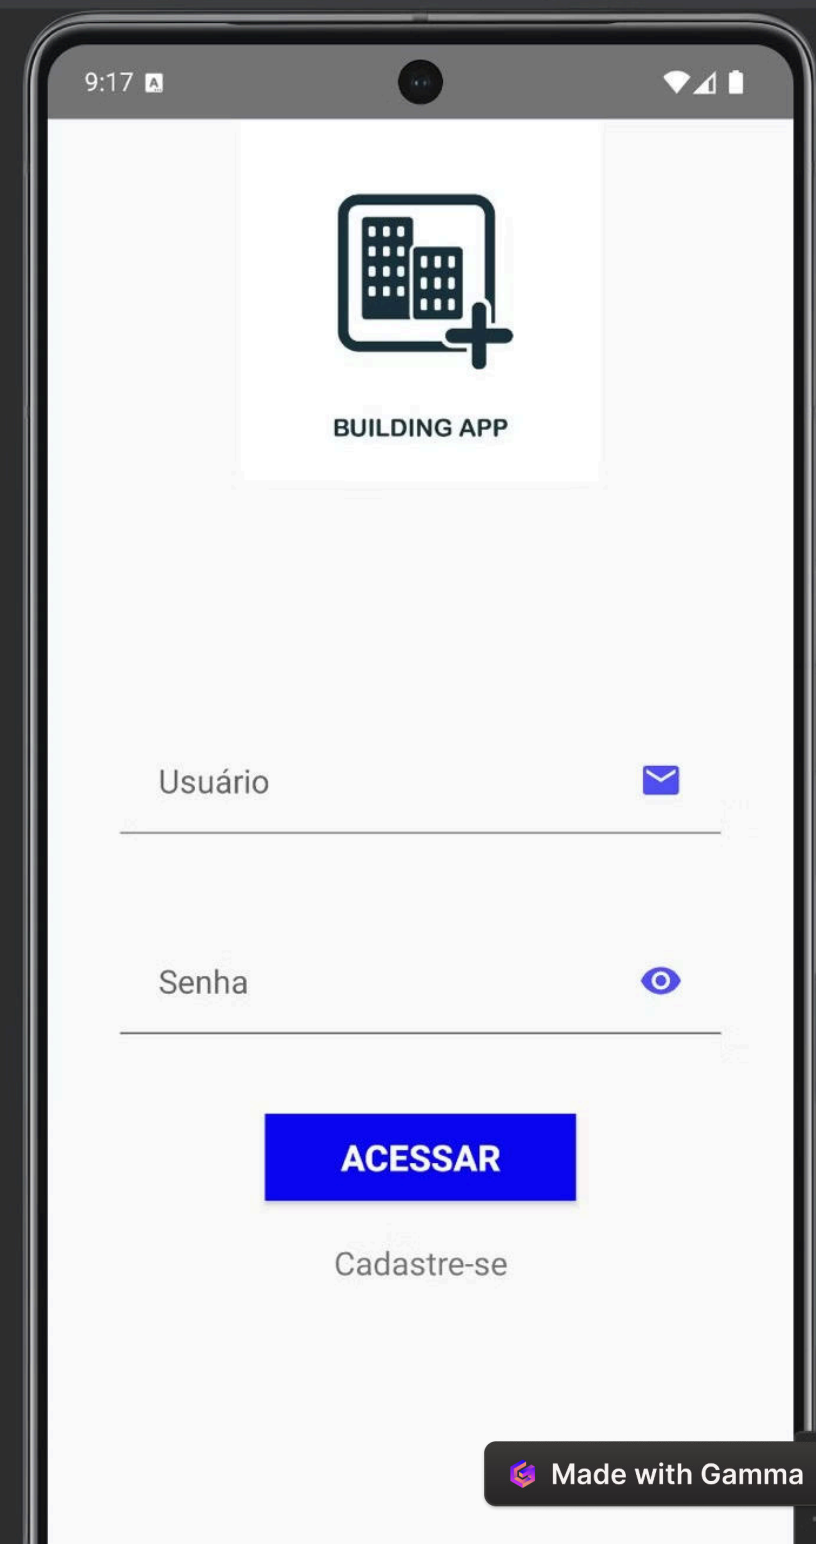 9:17 A
BUILDING APP
Usuário
Senha
ACESSAR
Cadastre-se
Made with Gamma